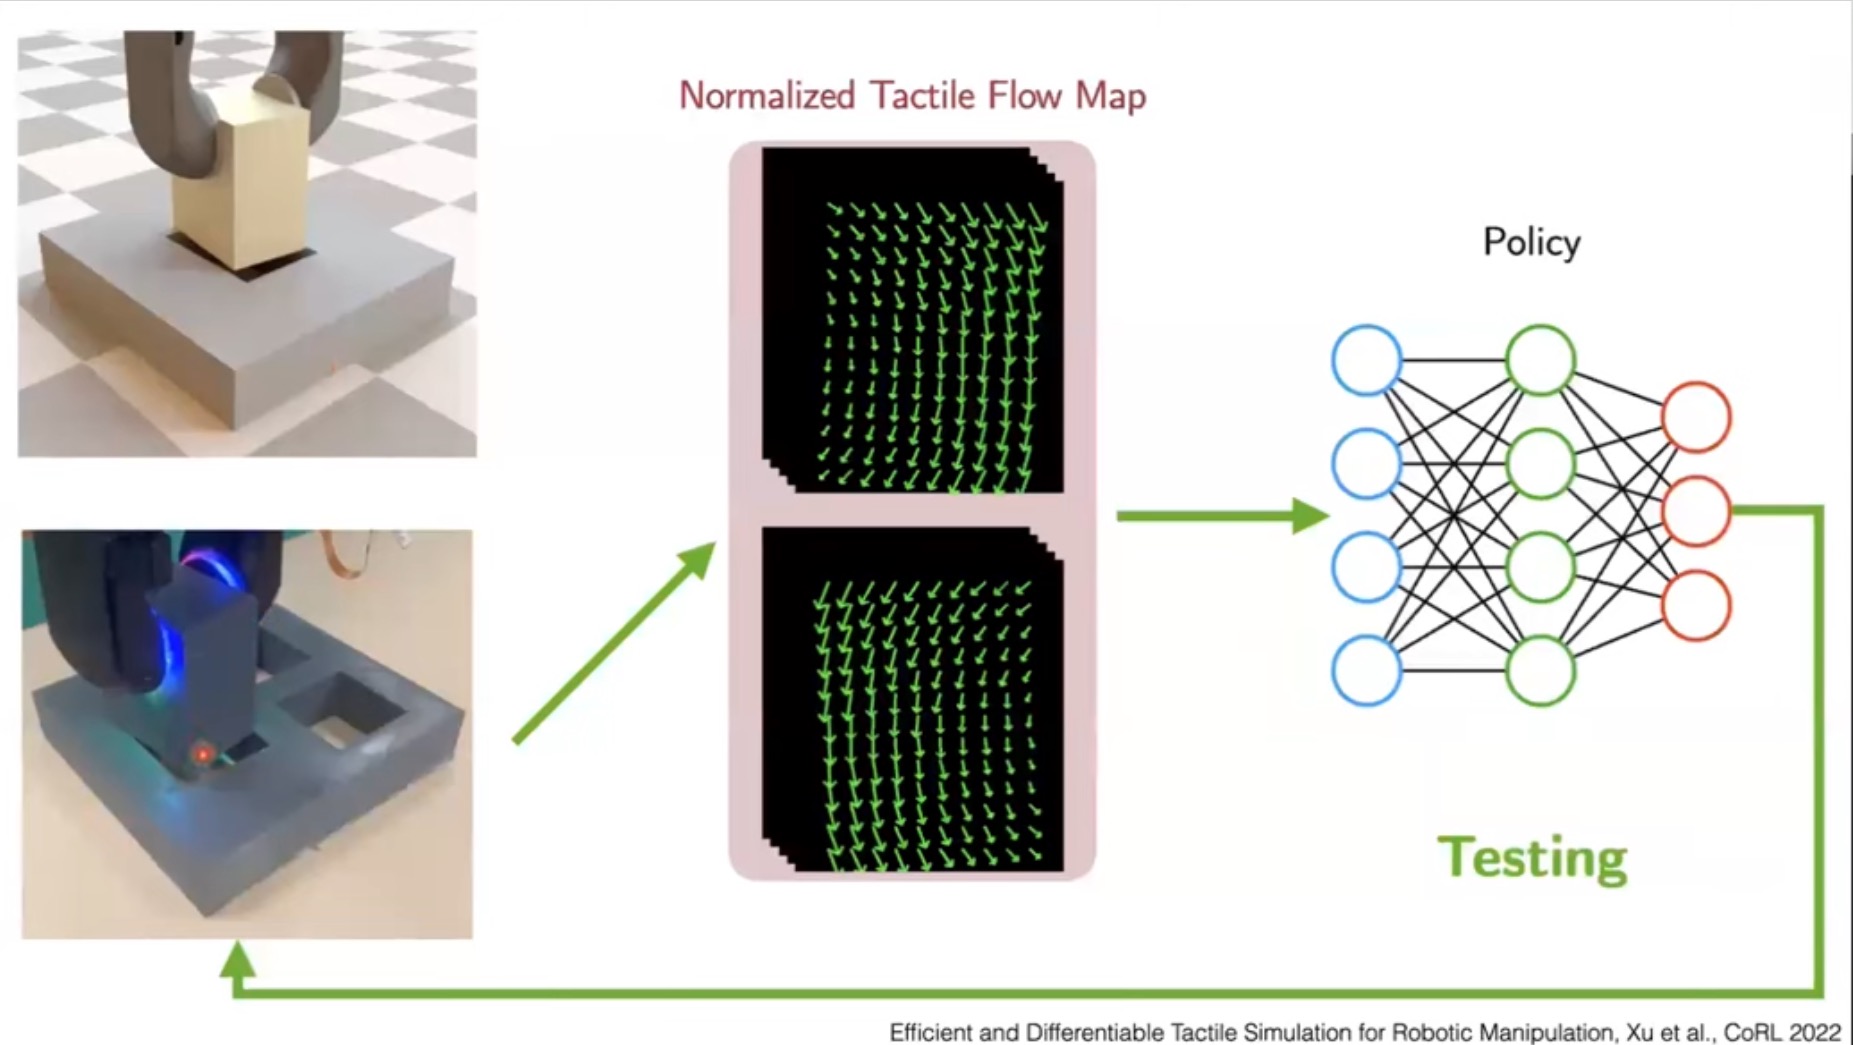 Normalized Tactile Flow Map
Policy
Testing
Efficient and Differentiable Tactile Simulation for Robotic Manipulation, Xu et al., CoRL 2022